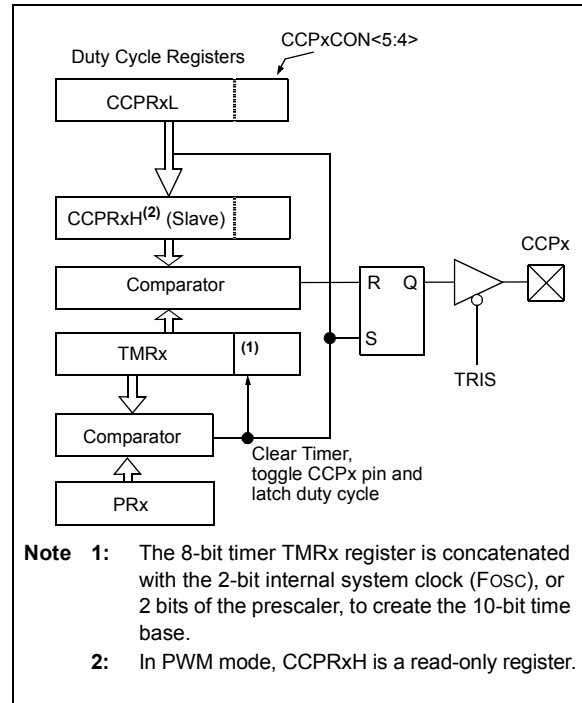 CCPxCON<5:4>
Duty Cycle Registers
CCPRxL
CCPRxH(2) (Slave)
CCPx
Comparator
R Q
TMRx (1)
S
TRIS
Comparator
Clear Timer,
toggle CCPx pin and
latch duty cycle
PRx
Note 1: The 8-bit timer TMRx register is concatenated
with the 2-bit internal system clock (FOSC), or
2 bits of the prescaler, to create the 10-bit time
base.
2: In PWM mode, CCPRxH is a read-only register.